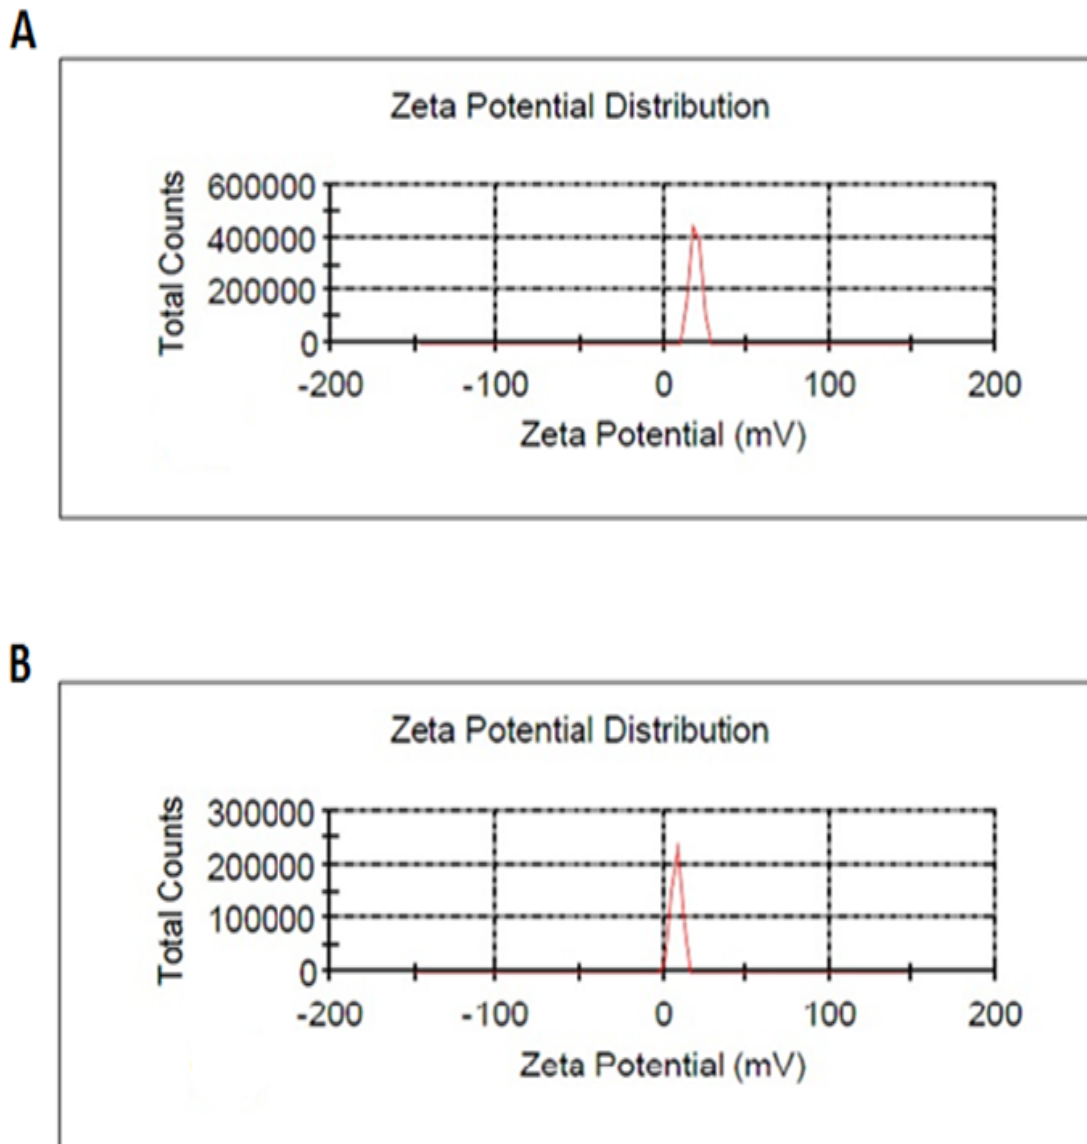 A
Zeta Potential Distribution
Total Counts
600000
400000
200000
0
-200 -100 0 100 200
Zeta Potential (mV)
B
Zeta Potential Distribution
Total Counts
300000
200000
100000
0
-200 -100 0 100 200
Zeta Potential (mV)